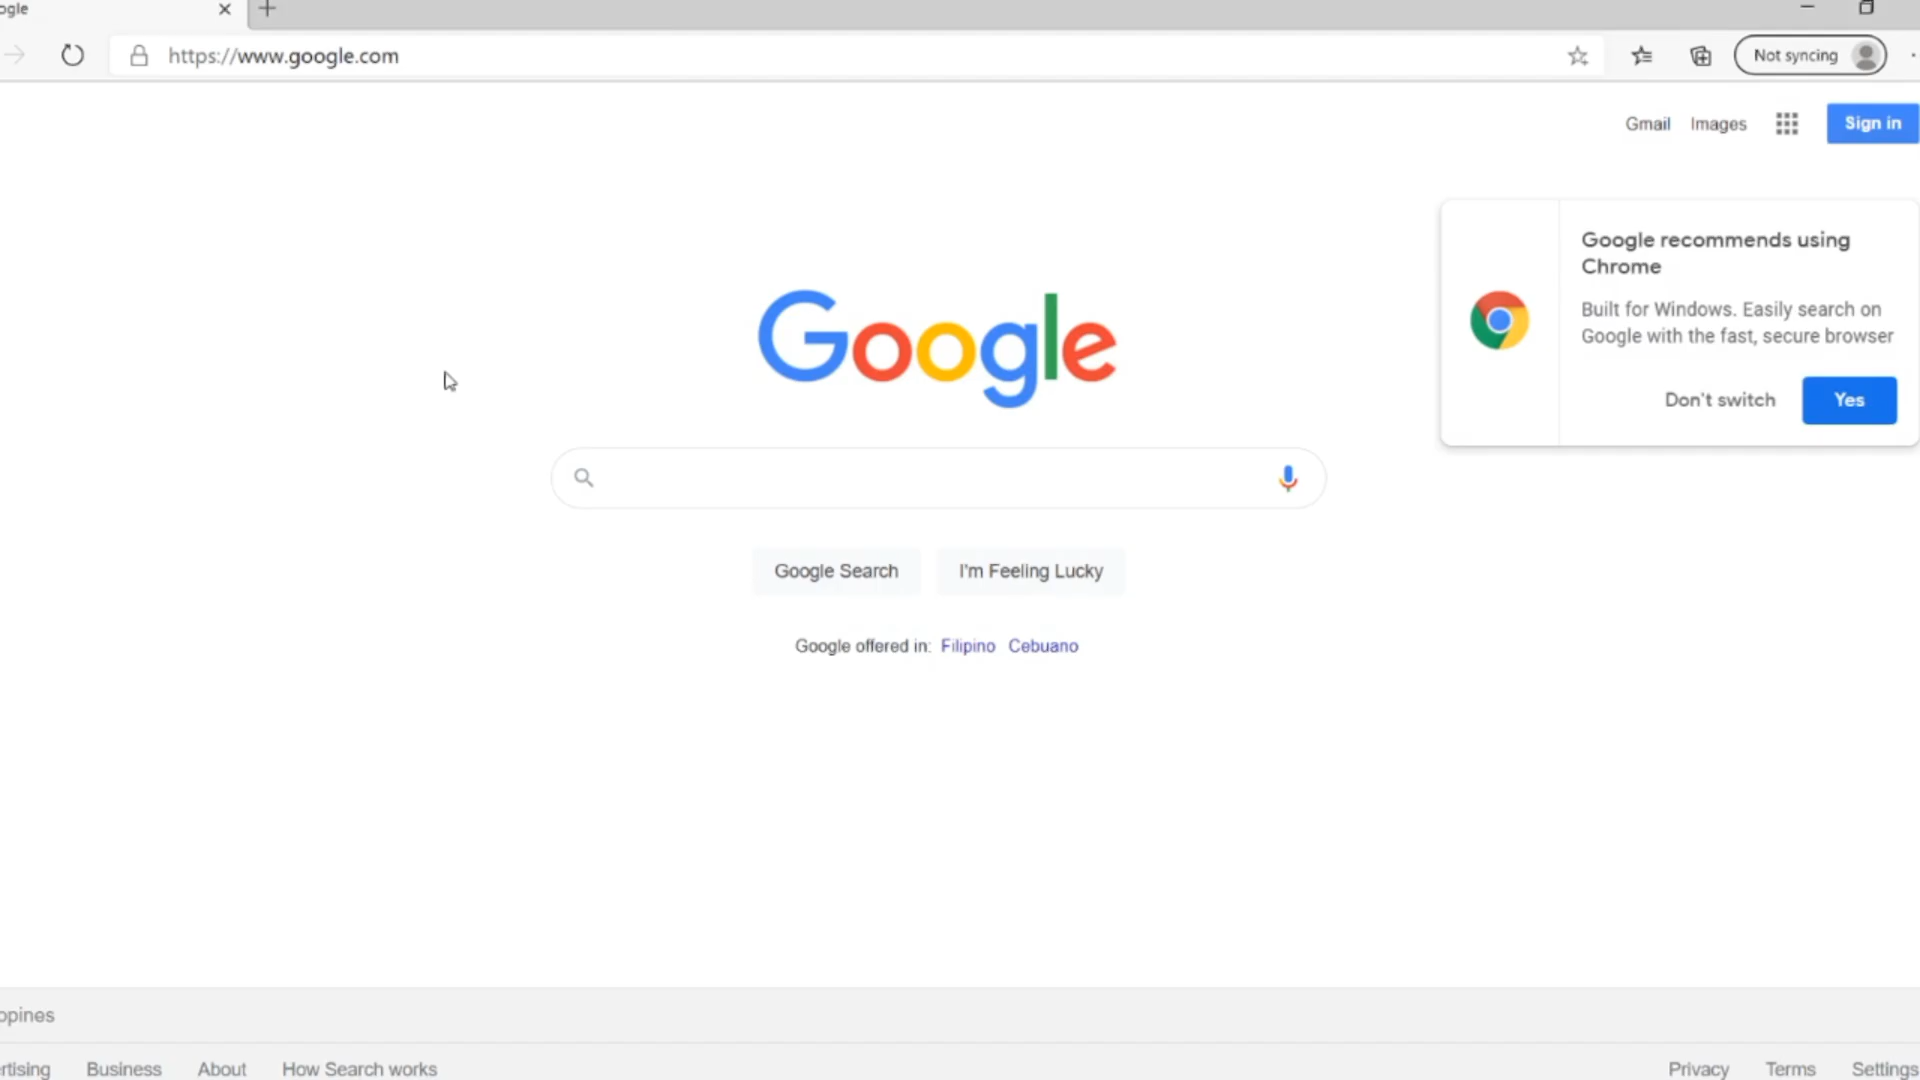 ogle
https://www.google.com
Not syncing
Gmail Images
Sign in
Google recommends using
Chrome
Built for Windows. Easily search on
Google with the fast, secure browser
Don't switch
Yes
Google
Google Search
I'm Feeling Lucky
Google offered in: Filipino Cebuano
ppines
rtising Business About How Search works
Privacy Terms Settings